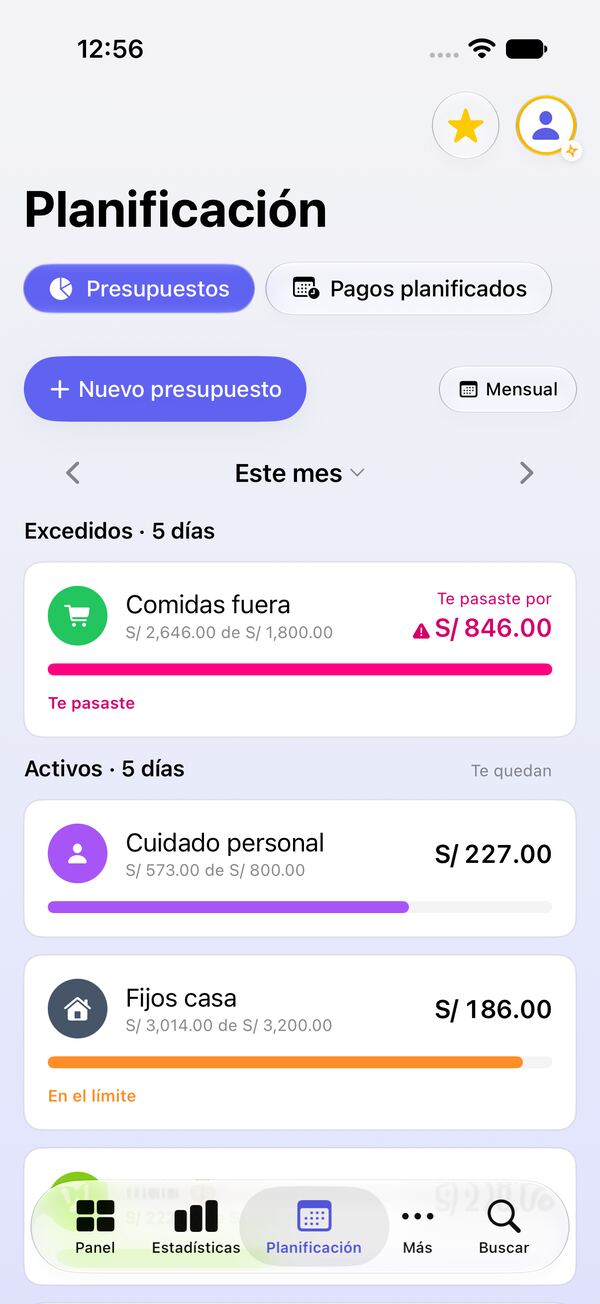 12:56
Planificación
Presupuestos
Pagos planificados
+ Nuevo presupuesto
Mensual
Este mes
Excedidos · 5 días
Comidas fuera
Te pasaste por
S/ 2,646.00 de S/ 1,800.00
S/ 846.00
Te pasaste
Activos · 5 días
Te quedan
Cuidado personal
S/ 573.00 de S/ 800.00
S/ 227.00
Fijos casa
S/ 3,014.00 de S/ 3,200.00
S/ 186.00
En el límite
Panel
Estadísticas
Planificación
Más
Buscar